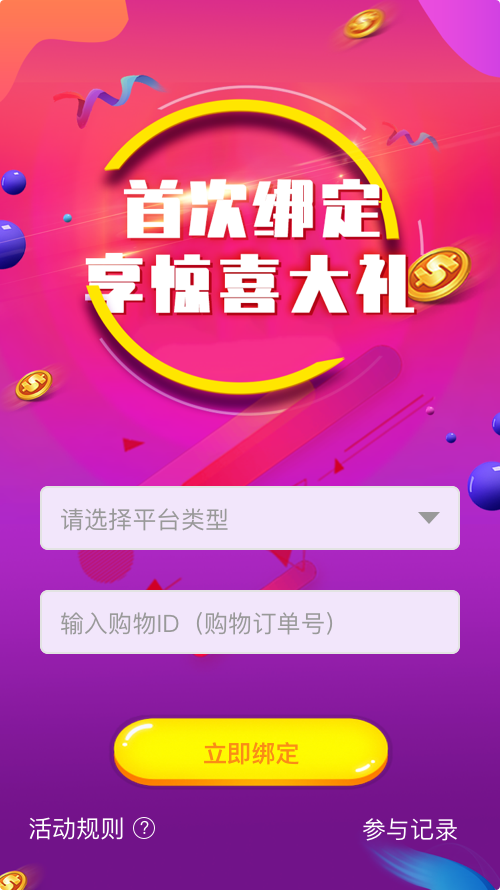 首次绑定
享惊喜大礼
请选择平台类型
输入购物ID（购物订单号）
立即绑定
活动规则 ?
参与记录